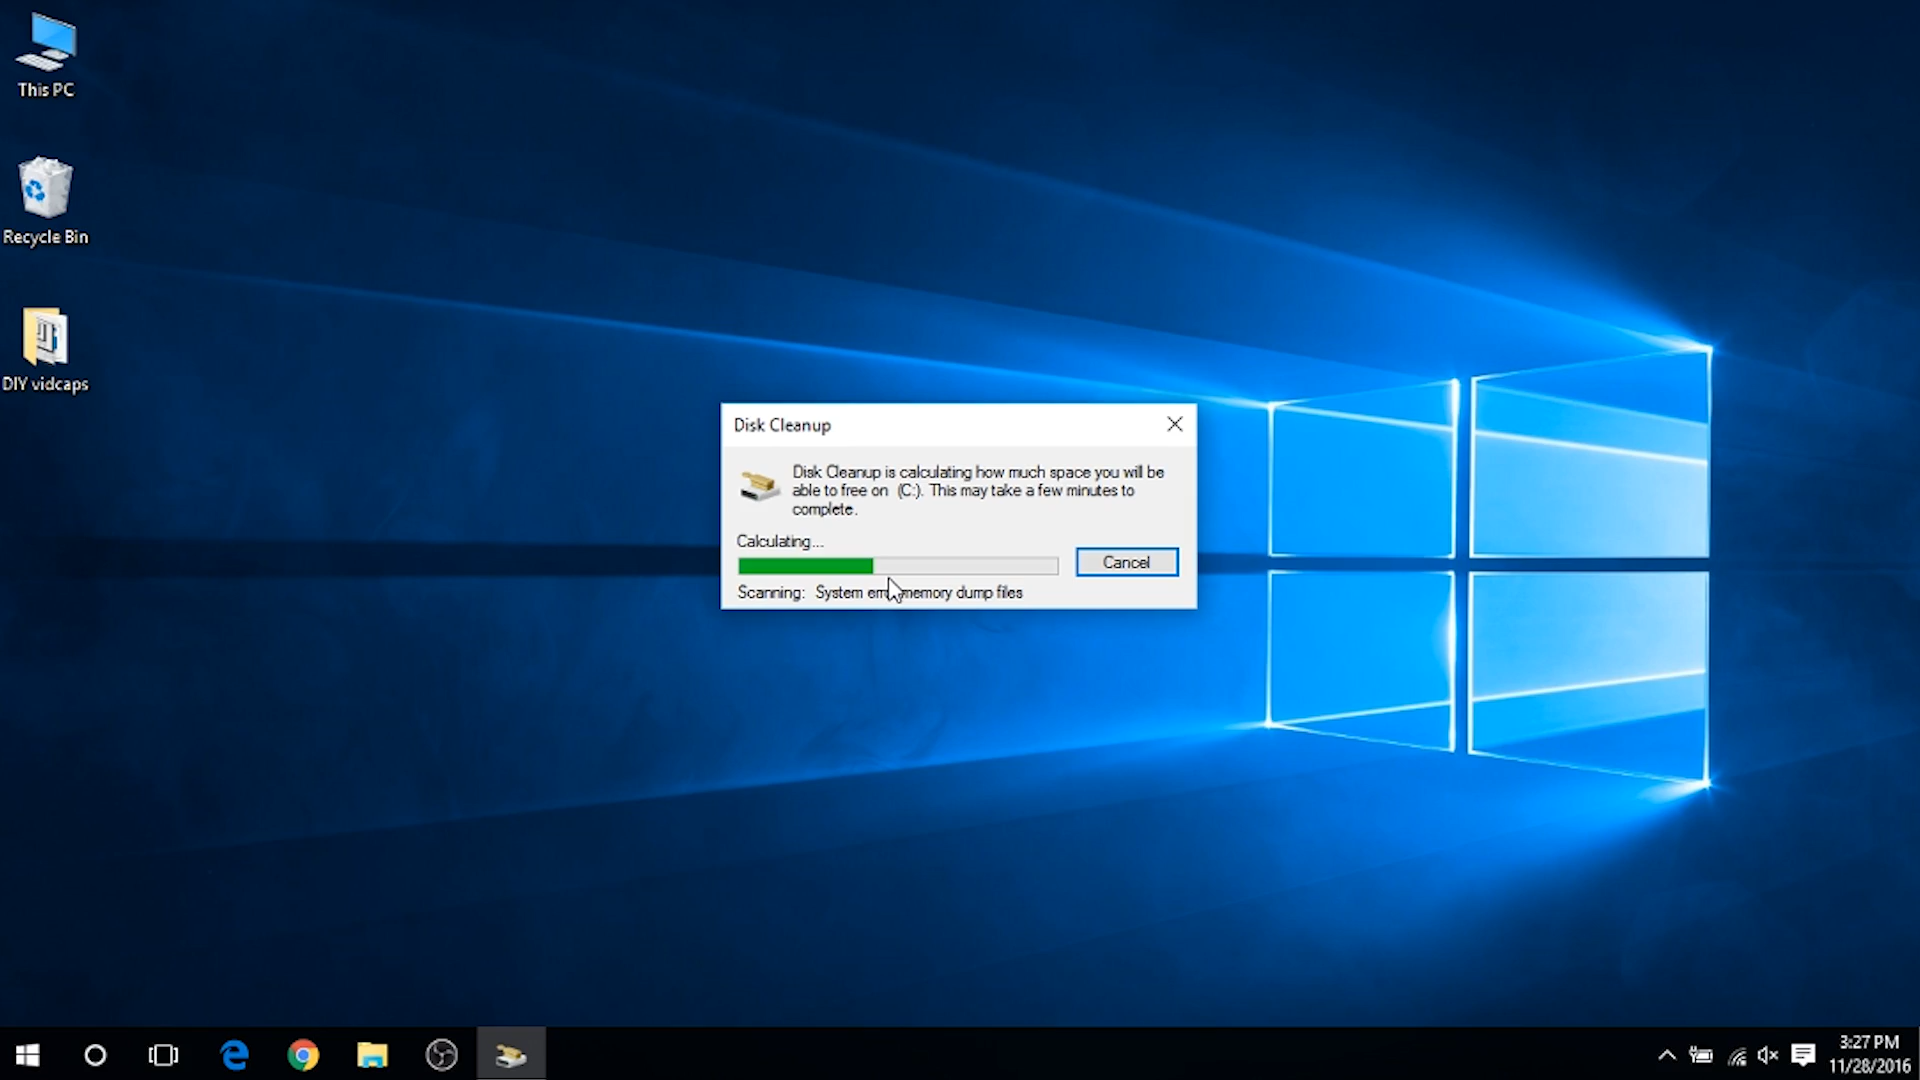 This PC
Recycle Bin
DIY vidcaps
Disk Cleanup
Disk Cleanup is calculating how much space you will be
able to free on (C:). This may take a few minutes to
complete.
Calculating...
Cancel
Scanning: System memory dump files
3:27 PM
11/28/2016